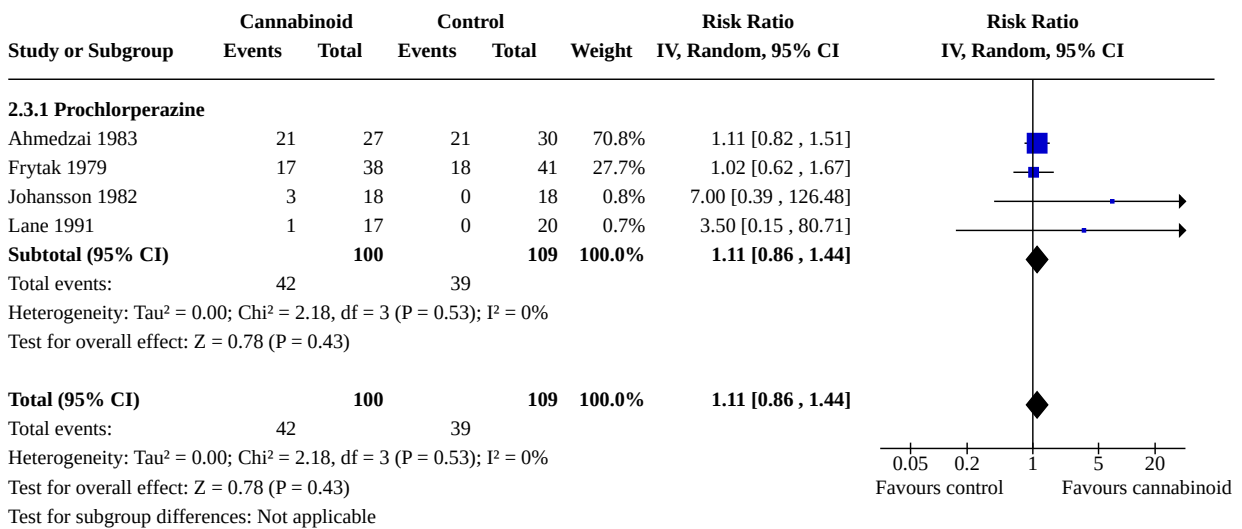 Cannabinoid Control Risk Ratio Risk Ratio
Study or Subgroup Events Total Events Total Weight IV, Random, 95% CI IV, Random, 95% CI
2.3.1 Prochlorperazine
Ahmedzai 1983 21 27 21 30 70.8% 1.11 [0.82 , 1.51]
Frytak 1979 17 38 18 41 27.7% 1.02 [0.62 , 1.67]
Johansson 1982 3 18 0 18 0.8% 7.00 [0.39 , 126.48]
Lane 1991 1 17 0 20 0.7% 3.50 [0.15 , 80.71]
Subtotal (95% CI) 100 109 100.0% 1.11 [0.86 , 1.44]
Total events: 42 39
Heterogeneity: Tau² = 0.00; Chi² = 2.18, df = 3 (P = 0.53); I² = 0%
Test for overall effect: Z = 0.78 (P = 0.43)
Total (95% CI) 100 109 100.0% 1.11 [0.86 , 1.44]
Total events: 42 39
Heterogeneity: Tau² = 0.00; Chi² = 2.18, df = 3 (P = 0.53); I² = 0%
0.05 0.2 1 5 20
Test for overall effect: Z = 0.78 (P = 0.43) Favours control Favours cannabinoid
Test for subgroup differences: Not applicable